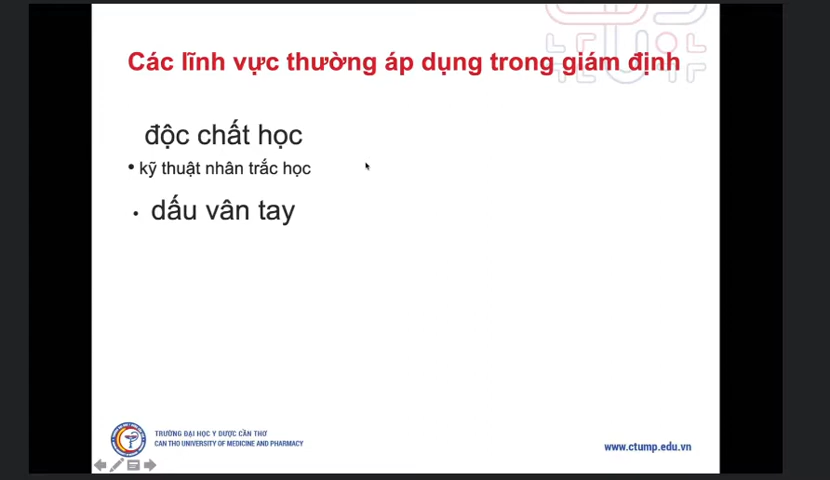 Các lĩnh vực thường áp dụng trong giám định
độc chất học
• kỹ thuật nhân trắc học
• dấu vân tay
TRƯỜNG ĐẠI HỌC Y DƯỢC CẦN THƠ
CAN THO UNIVERSITY OF MEDICINE AND PHARMACY
www.ctump.edu.vn